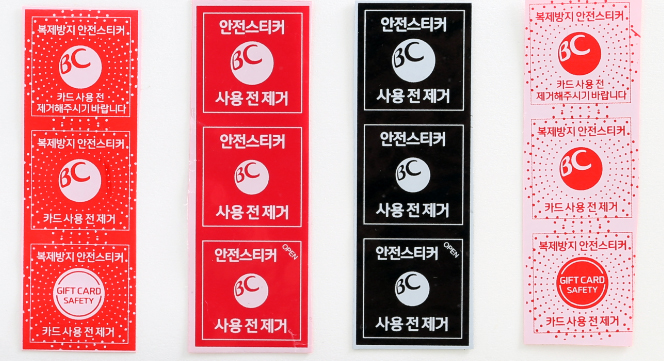 복제방지 안전스티커
BC
카드 사용 전
제거해주시기 바랍니다
복제방지 안전스티커
BC
카드 사용 전 제거
복제방지 안전스티커
GIFT CARD
SAFETY
카드 사용 전 제거
안전스티커
BC
사용 전 제거
안전스티커
BC
사용 전 제거
안전스티커
OPEN
BC
사용 전 제거
안전스티커
BC
사용 전 제거
안전스티커
BC
사용 전 제거
안전스티커
OPEN
BC
사용 전 제거
복제방지 안전스티커
BC
카드 사용 전
제거해주시기 바랍니다
복제방지 안전스티커
BC
카드 사용 전 제거
복제방지 안전스티커
GIFT CARD
SAFETY
카드 사용 전 제거